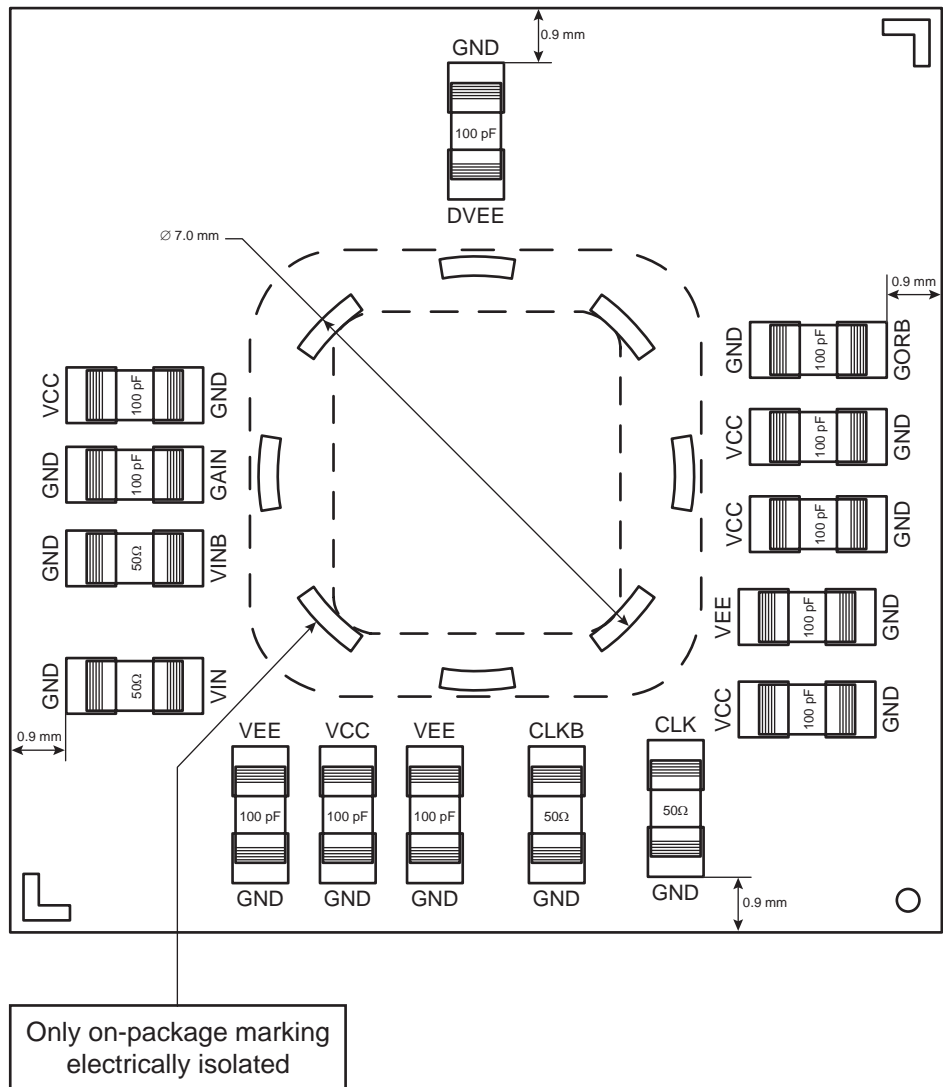 0.9 mm
GND
100 pF
DVEE
Ø 7.0 mm
0.9 mm
GND
100 pF
GORB
VCC
100 pF
GND
VCC
100 pF
GND
GND
100 pF
GAIN
VCC
100 pF
GND
GND
50Ω
VINB
VEE
100 pF
GND
GND
50Ω
VIN
VCC
100 pF
GND
0.9 mm
VEE
VCC
VEE
CLKB
CLK
100 pF
100 pF
100 pF
50Ω
50Ω
GND
GND
GND
GND
GND
0.9 mm
Only on-package marking
electrically isolated